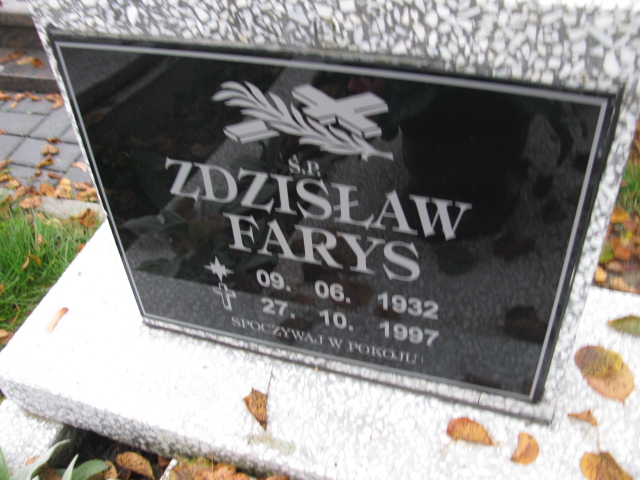 Ś.P.
ZDZISŁAW
FARYS
09. 06. 1932
27. 10. 1997
SPOCZYWAJ W POKOJU